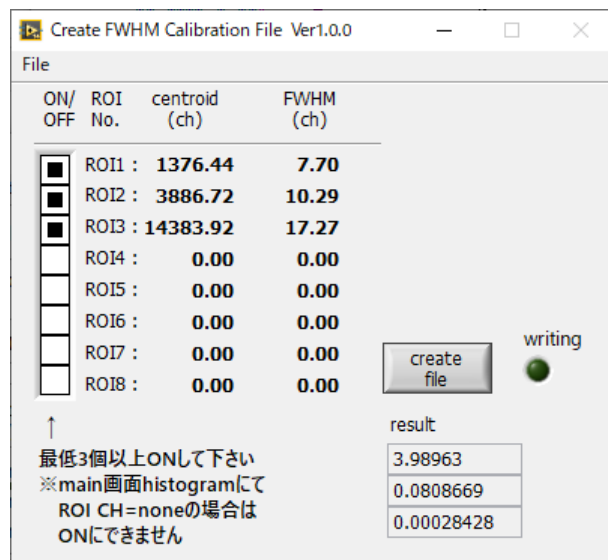 Create FWHM Calibration File Ver1.0.0
File
ON/ ROI centroid FWHM
OFF No. (ch) (ch)
ROI1 : 1376.44 7.70
ROI2 : 3886.72 10.29
ROI3 : 14383.92 17.27
ROI4 : 0.00 0.00
ROI5 : 0.00 0.00
ROI6 : 0.00 0.00
ROI7 : 0.00 0.00
ROI8 : 0.00 0.00
create
file
writing
↑
最低3個以上ONして下さい
※main画面histogramにて
ROI CH=noneの場合は
ONにできません
result
3.98963
0.0808669
0.00028428